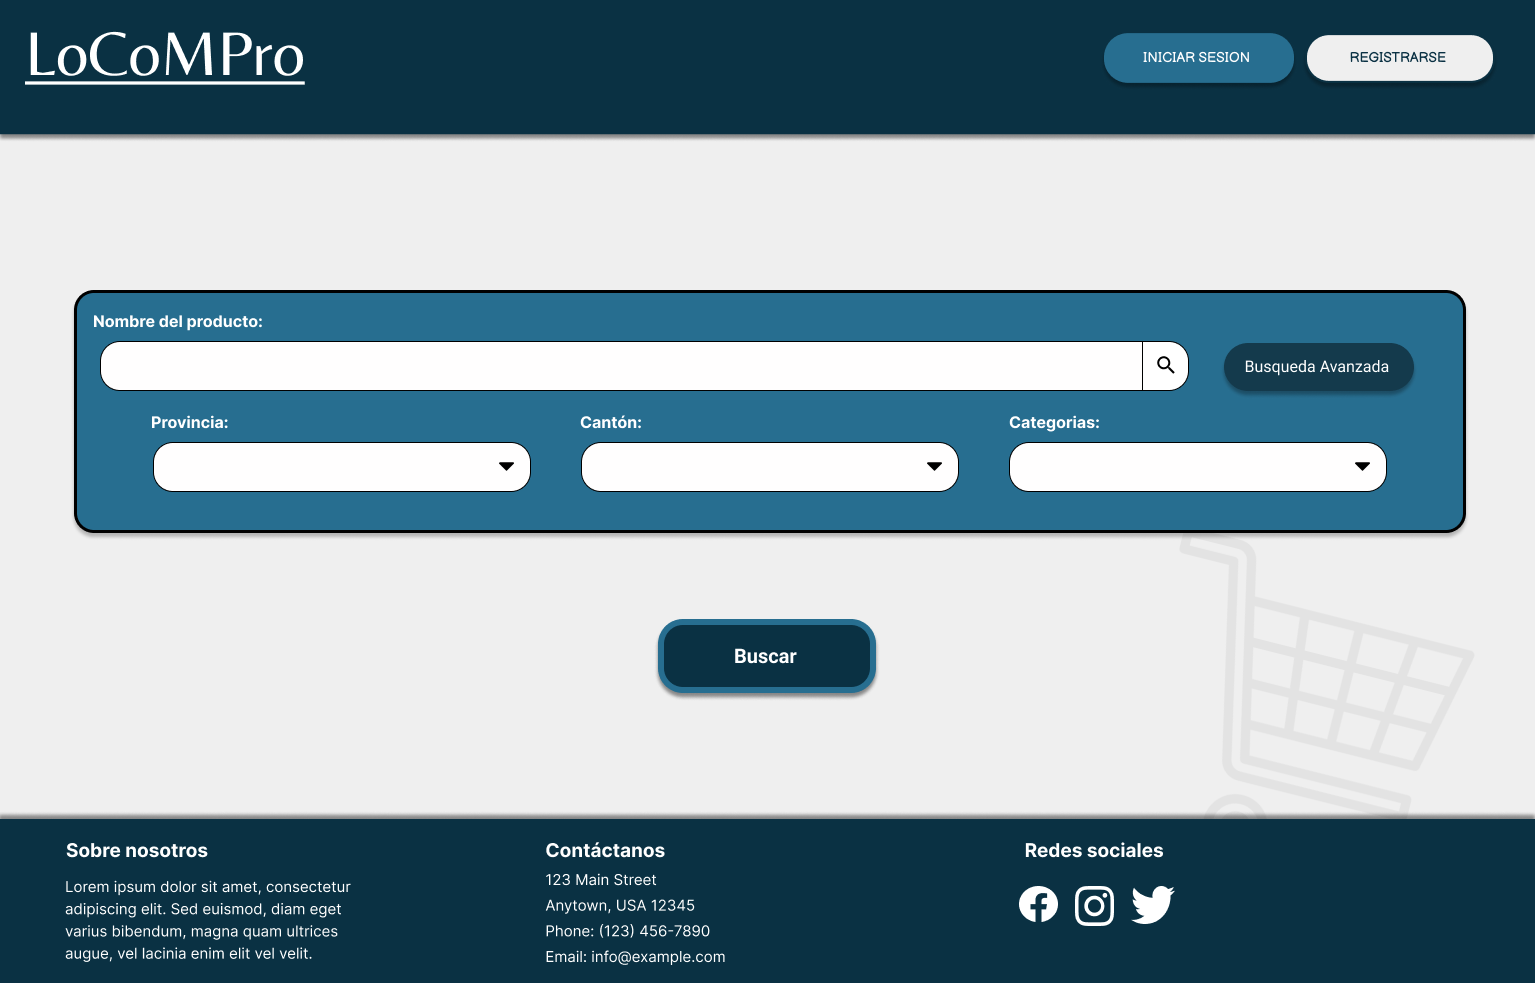 LoCoMPro
INICIAR SESION
REGISTRARSE
Nombre del producto:
Busqueda Avanzada
Provincia:
Cantón:
Categorias:
Buscar
Sobre nosotros
Lorem ipsum dolor sit amet, consectetur
adipiscing elit. Sed euismod, diam eget
varius bibendum, magna quam ultrices
augue, vel lacinia enim elit vel velit.
Contáctanos
123 Main Street
Anytown, USA 12345
Phone: (123) 456-7890
Email: info@example.com
Redes sociales